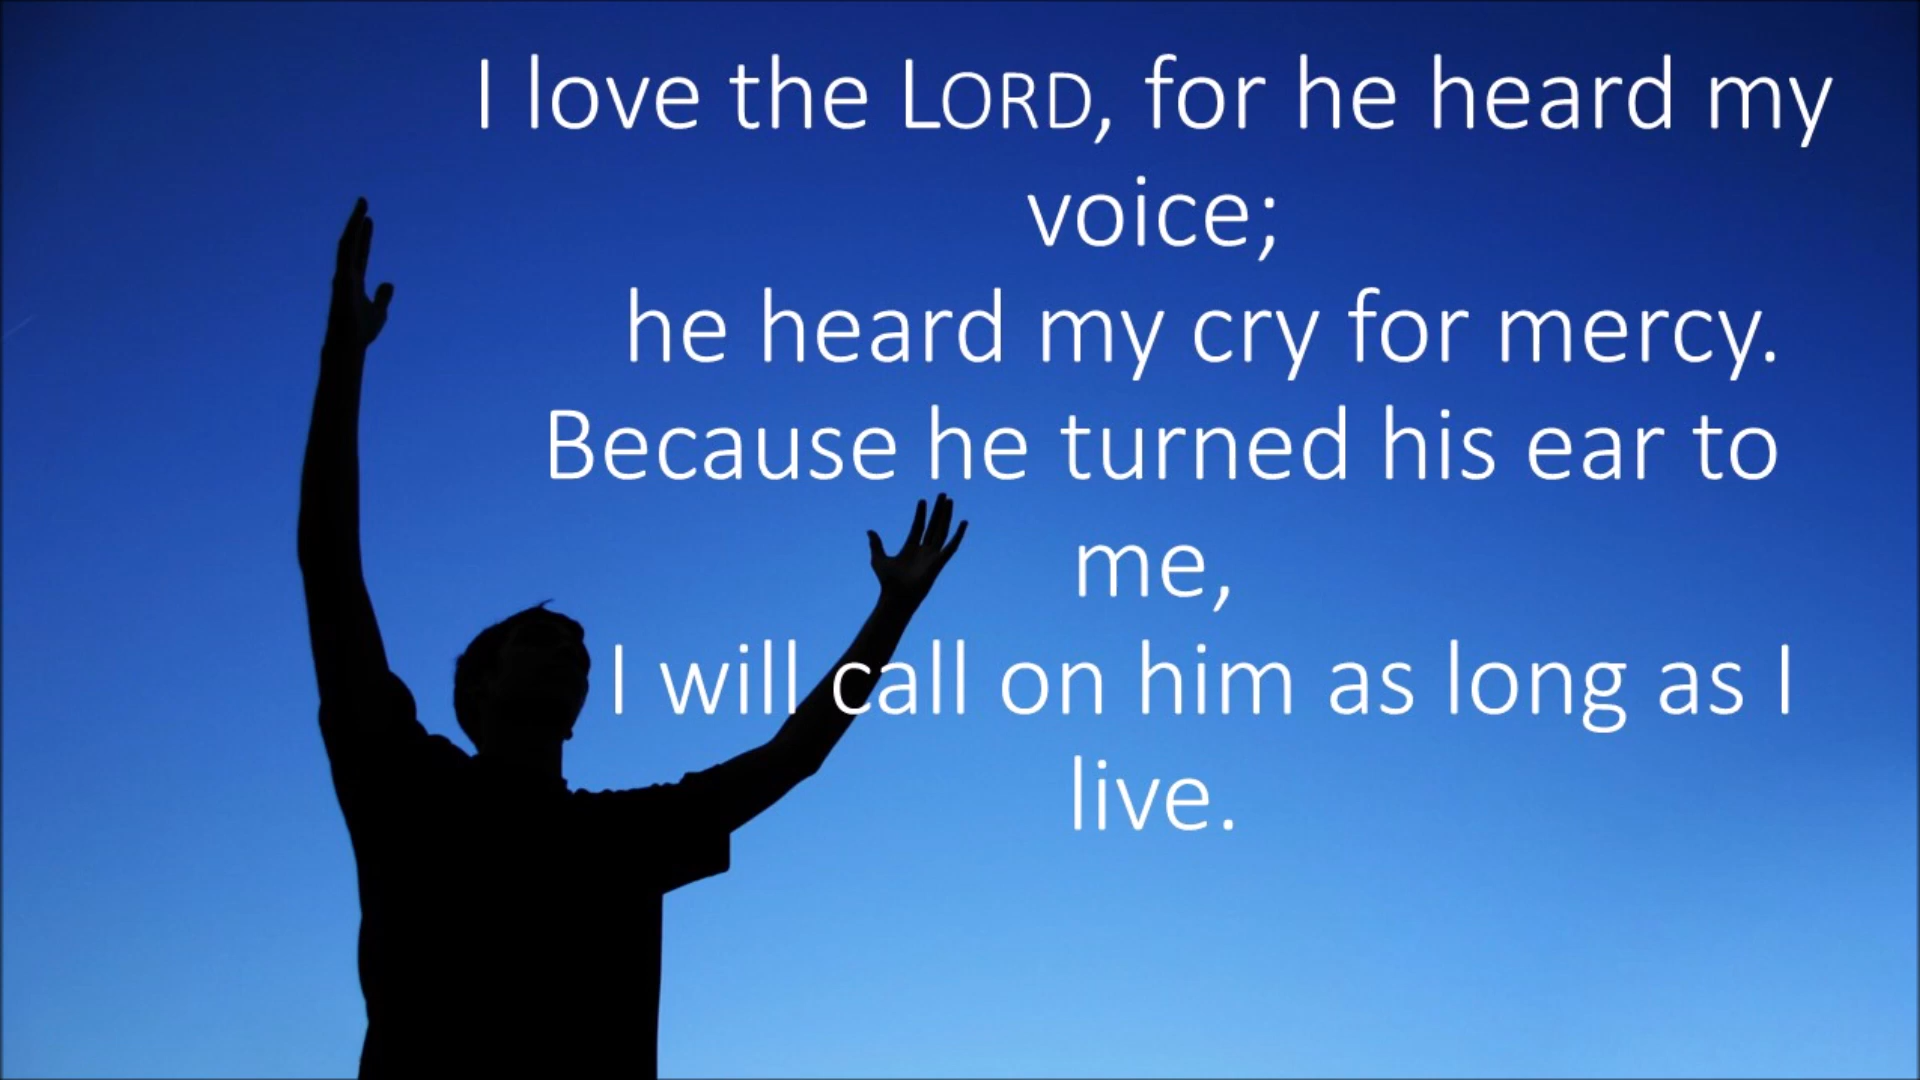 I love the LORD, for he heard my
voice;
he heard my cry for mercy.
Because he turned his ear to
me,
I will call on him as long as I
live.